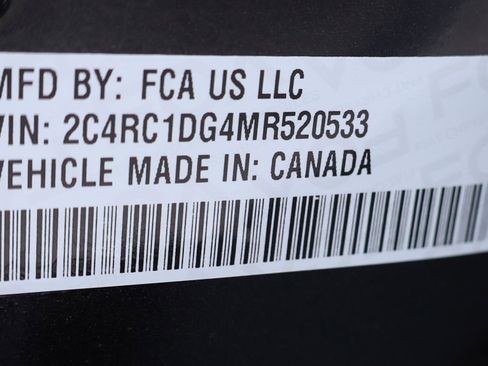 MFD BY: FCA US LLC
VIN: 2C4RC1DG4MR520533
VEHICLE MADE IN: CANADA